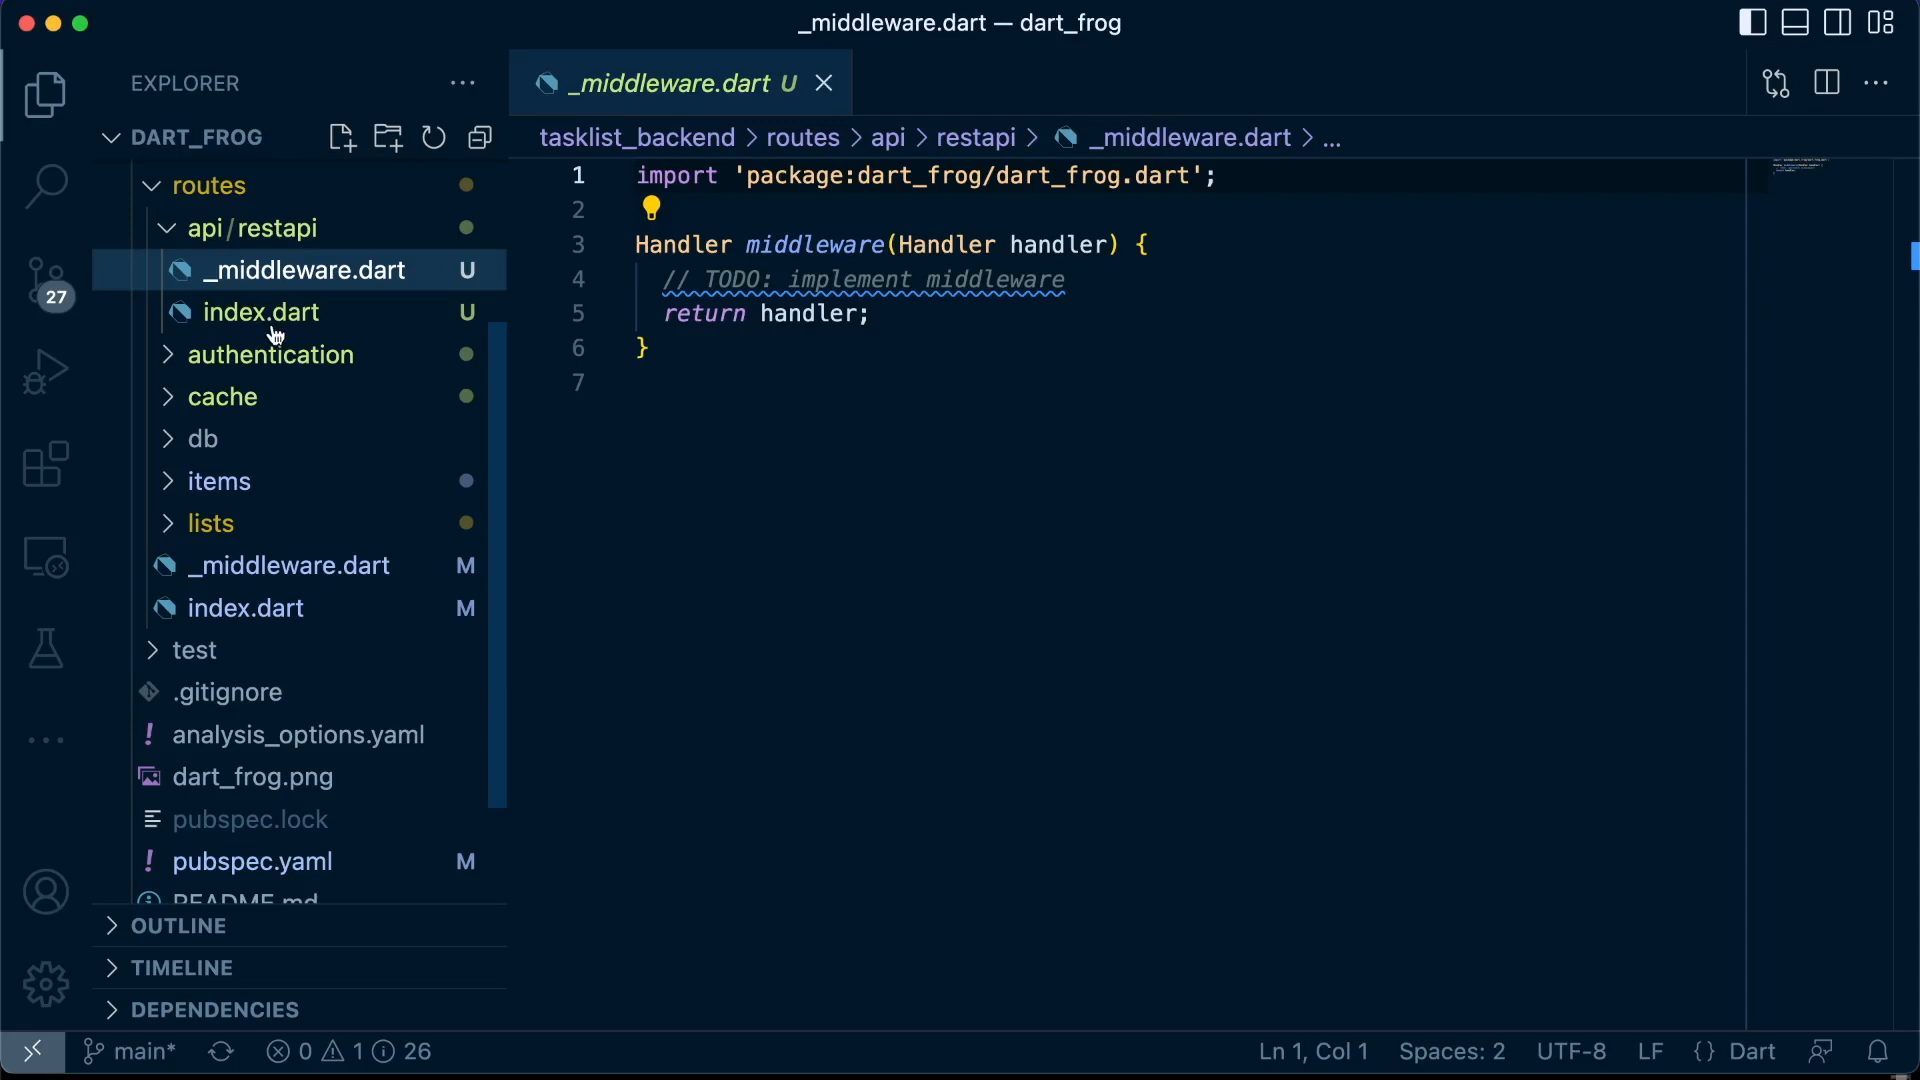 _middleware.dart — dart_frog
EXPLORER
DART_FROG
routes
api/restapi
_middleware.dart U
index.dart U
authentication
cache
db
items
lists
_middleware.dart M
index.dart M
test
.gitignore
! analysis_options.yaml
dart_frog.png
pubspec.lock
! pubspec.yaml M
README.md
OUTLINE
TIMELINE
DEPENDENCIES
27
_middleware.dart U
tasklist_backend > routes > api > restapi > _middleware.dart > ...
1 import 'package:dart_frog/dart_frog.dart';
2
3 Handler middleware(Handler handler) {
4 // TODO: implement middleware
5 return handler;
6 }
7
main* 0 1 26
Ln 1, Col 1 Spaces: 2 UTF-8 LF {} Dart